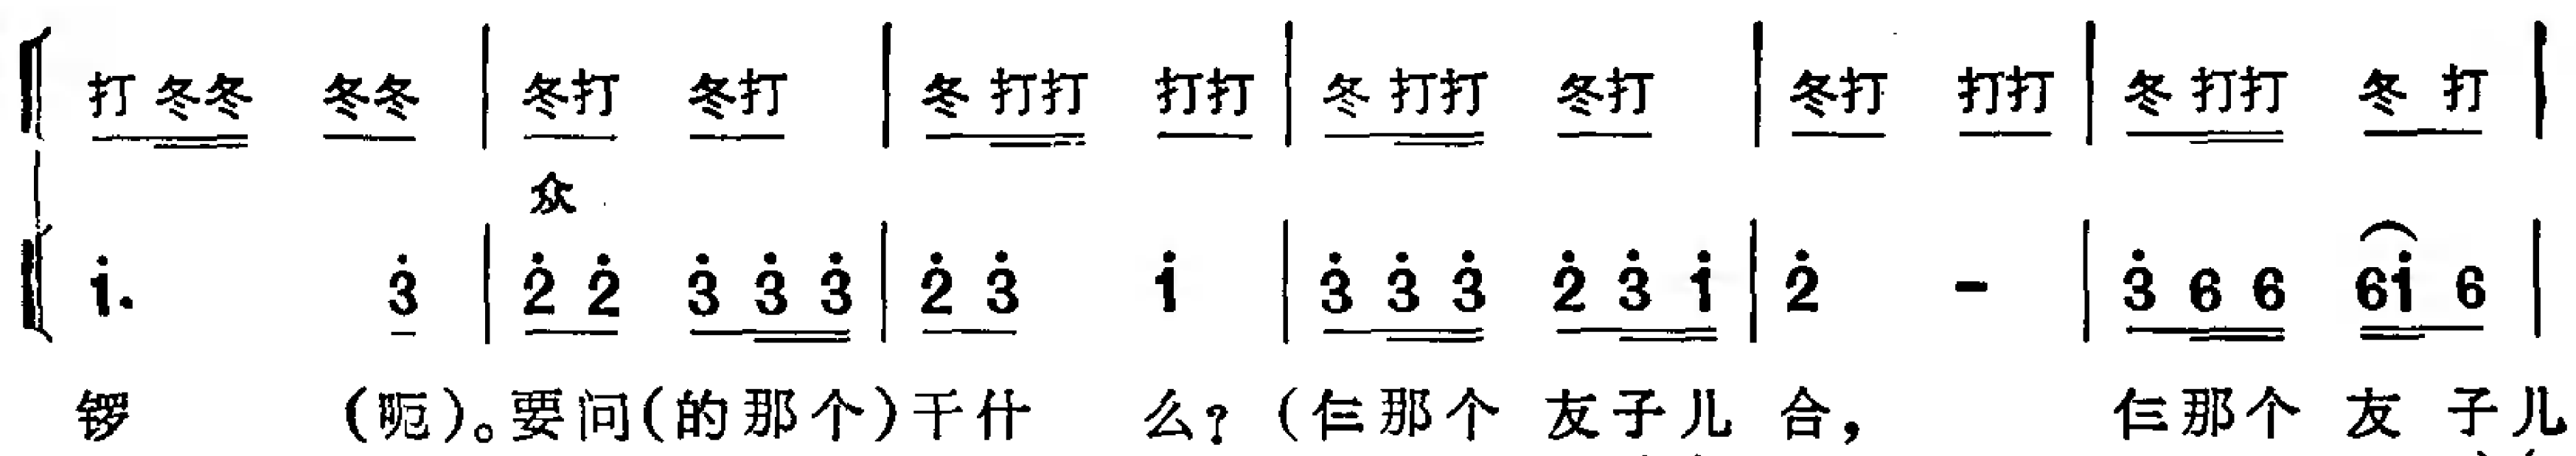 打 冬冬 冬冬 | 冬打 冬打 | 冬 打打 打打 | 冬 打打 冬打 | 冬打 打打 | 冬 打打 冬 打 |
众
i̇. 3̇ | 2̇ 2̇ 3̇ 3̇ 3̇ | 2̇ 3̇ i̇ | 3̇ 3̇ 3̇ 2̇ 3̇ i̇ | 2̇ - | 3̇ 6 6 6i̇ 6 |
锣 (呃)。要问(的那个)干什 么?(仨那个 友子儿 合, 仨那个 友 子儿